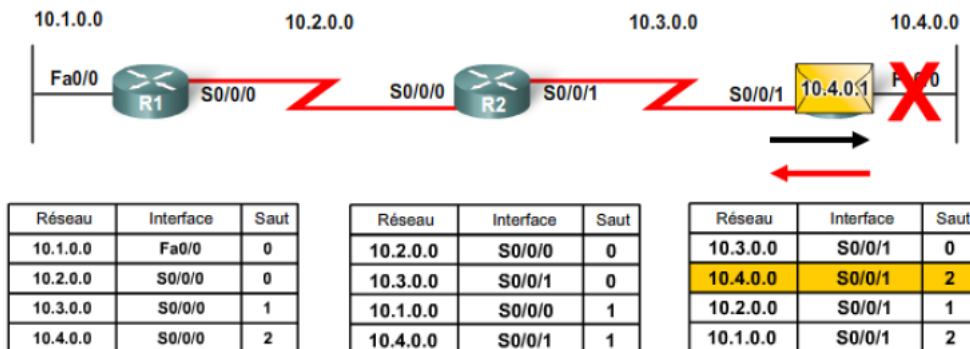 10.1.0.0 10.2.0.0 10.3.0.0 10.4.0.0
Fa0/0 R1 S0/0/0 S0/0/0 R2 S0/0/1 S0/0/1 10.4.0.1
Réseau Interface Saut
10.1.0.0 Fa0/0 0
10.2.0.0 S0/0/0 0
10.3.0.0 S0/0/0 1
10.4.0.0 S0/0/0 2
Réseau Interface Saut
10.2.0.0 S0/0/0 0
10.3.0.0 S0/0/1 0
10.1.0.0 S0/0/0 1
10.4.0.0 S0/0/1 1
Réseau Interface Saut
10.3.0.0 S0/0/1 0
10.4.0.0 S0/0/1 2
10.2.0.0 S0/0/1 1
10.1.0.0 S0/0/1 2